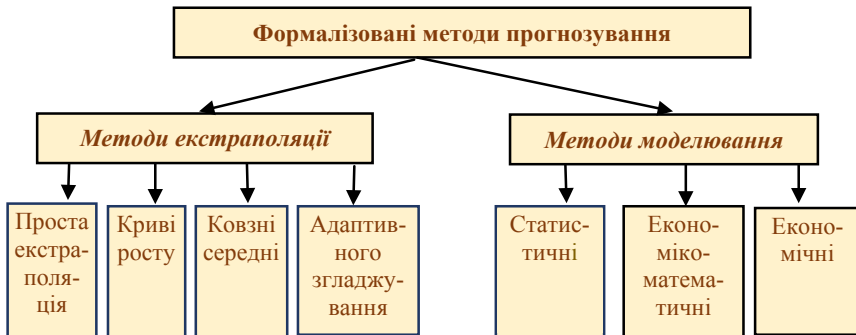 Формалізовані методи прогнозування
Методи екстраполяції
Методи моделювання
Проста
екстра-
поля-
ція
Криві
росту
Ковзні
середні
Адаптив-
ного
згладжу-
вання
Статис-
тичні
Еконо-
міко-
матема-
тичні
Еконо-
мічні